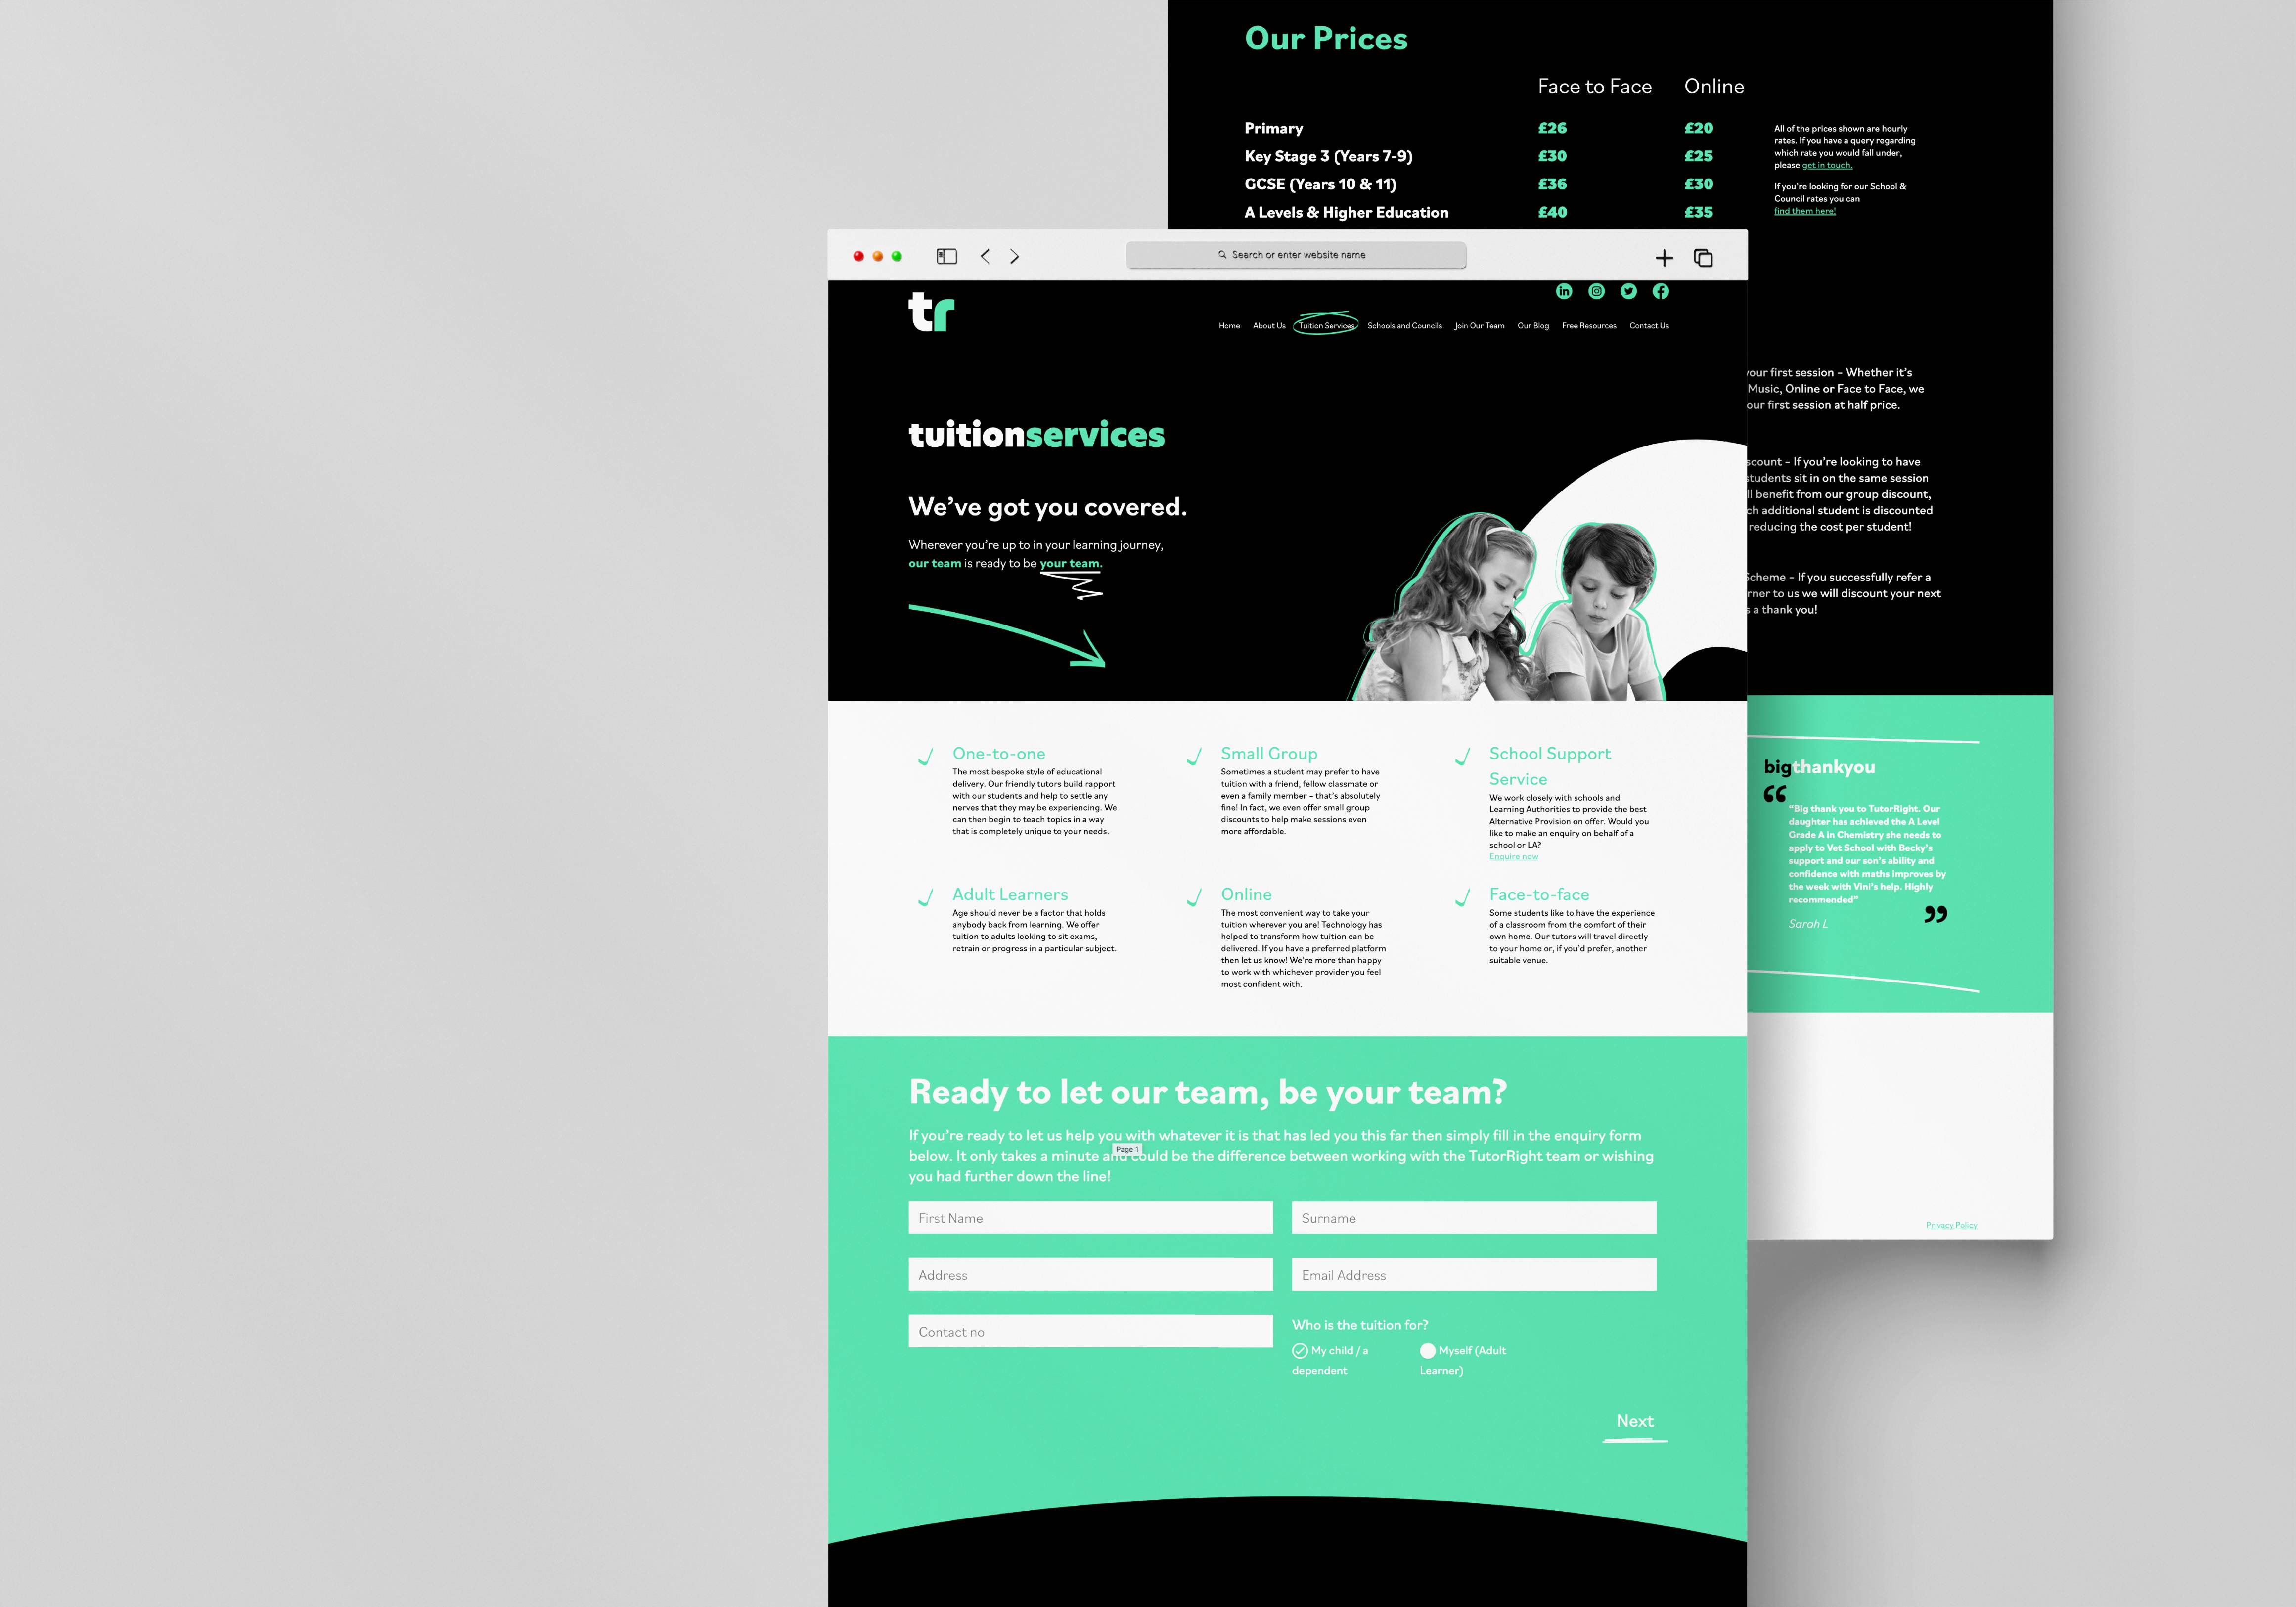 Our Prices
Face to Face Online
Primary £26 £20
Key Stage 3 (Years 7-9) £30 £25
GCSE (Years 10 & 11) £36 £30
A Levels & Higher Education £40 £35
All of the prices shown are hourly
rates. If you have a query regarding
which rate you would fall under,
please get in touch.
If you're looking for our School &
Council rates you can
find them here!
Search or enter website name
tr
in
Home About Us Tuition Services Schools and Councils Join Our Team Our Blog Free Resources Contact Us
tuitionservices
We've got you covered.
Wherever you're up to in your learning journey,
our team is ready to be your team.
One-to-one
The most bespoke style of educational
delivery. Our friendly tutors build rapport
with our students and help to settle any
nerves that they may be experiencing. We
can then begin to teach topics in a way
that is completely unique to your needs.
Small Group
Sometimes a student may prefer to have
tuition with a friend, fellow classmate or
even a family member – that's absolutely
fine! In fact, we even offer small group
discounts to help make sessions even
more affordable.
School Support
Service
We work closely with schools and
Learning Authorities to provide the best
Alternative Provision on offer. Would you
like to make an enquiry on behalf of a
school or LA?
Enquire now
Adult Learners
Age should never be a factor that holds
anybody back from learning. We offer
tuition to adults looking to sit exams,
retrain or progress in a particular subject.
Online
The most convenient way to take your
tuition wherever you are! Technology has
helped to transform how tuition can be
delivered. If you have a preferred platform
then let us know! We're more than happy
to work with whichever provider you feel
most confident with.
Face-to-face
Some students like to have the experience
of a classroom from the comfort of their
own home. Our tutors will travel directly
to your home or, if you'd prefer, another
suitable venue.
Ready to let our team, be your team?
If you're ready to let us help you with whatever it is that has led you this far then simply fill in the enquiry form
below. It only takes a minute and could be the difference between working with the TutorRight team or wishing
you had further down the line!
Page 1
First Name
Surname
Address
Email Address
Contact no
Who is the tuition for?
My child / a
dependent
Myself (Adult
Learner)
Next
your first session – Whether it's
Music, Online or Face to Face, we
our first session at half price.
scount – If you're looking to have
students sit in on the same session
ll benefit from our group discount,
ch additional student is discounted
reducing the cost per student!
Scheme – If you successfully refer a
rner to us we will discount your next
s a thank you!
bigthankyou
“
“Big thank you to TutorRight. Our
daughter has achieved the A Level
Grade A in Chemistry she needs to
apply to Vet School with Becky's
support and our son's ability and
confidence with maths improves by
the week with Vini's help. Highly
recommended”
”
Sarah L
Privacy Policy